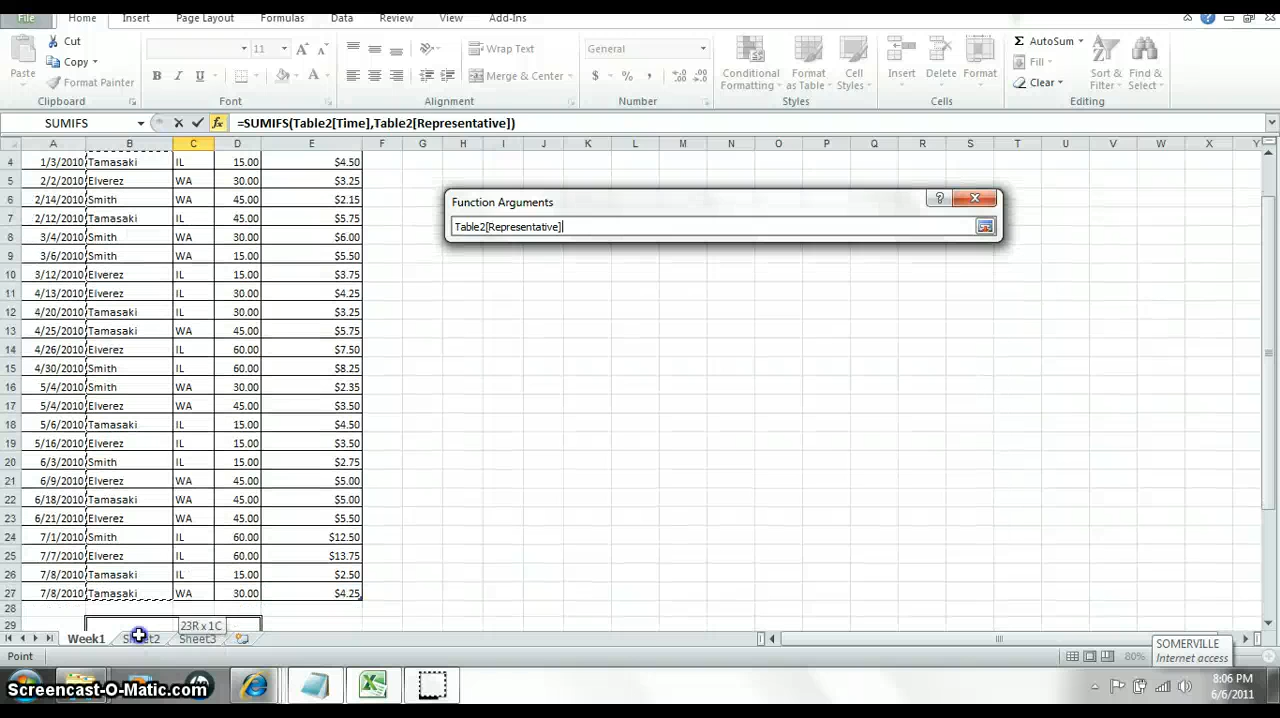 File Home Insert Page Layout Formulas Data Review View Add-Ins
Paste Cut Copy Format Painter
11
B I U A
Wrap Text
Merge & Center
General
$ % ,
Conditional Formatting Format as Table Cell Styles
Insert Delete Format
Σ AutoSum
Fill
Clear
Sort & Filter Find & Select
Clipboard Font Alignment Number Styles Cells Editing
SUMIFS fx =SUMIFS(Table2[Time],Table2[Representative])
A B C D E F G H I J K L M N O P Q R S T U V W X Y
4 1/3/2010 Tamasaki IL 15.00 $4.50
5 2/2/2010 Elverez WA 30.00 $3.25
6 2/14/2010 Smith WA 45.00 $2.15
7 2/12/2010 Tamasaki IL 45.00 $5.75
8 3/4/2010 Smith WA 30.00 $6.00
9 3/6/2010 Smith WA 15.00 $5.50
10 3/12/2010 Elverez IL 15.00 $3.75
11 4/13/2010 Elverez IL 30.00 $4.25
12 4/20/2010 Tamasaki IL 30.00 $3.25
13 4/25/2010 Tamasaki WA 45.00 $5.75
14 4/26/2010 Elverez IL 60.00 $7.50
15 4/30/2010 Smith IL 60.00 $8.25
16 5/4/2010 Smith WA 30.00 $2.35
17 5/4/2010 Elverez WA 45.00 $3.50
18 5/6/2010 Tamasaki IL 15.00 $4.50
19 5/16/2010 Elverez IL 15.00 $3.50
20 6/3/2010 Smith IL 15.00 $2.75
21 6/9/2010 Elverez WA 45.00 $5.00
22 6/18/2010 Tamasaki WA 45.00 $5.00
23 6/21/2010 Elverez WA 45.00 $5.50
24 7/1/2010 Smith IL 60.00 $12.50
25 7/7/2010 Elverez IL 60.00 $13.75
26 7/8/2010 Tamasaki IL 15.00 $2.50
27 7/8/2010 Tamasaki WA 30.00 $4.25
28
29 23R x 1C
Function Arguments
Table2[Representative]
Week1 Sheet2 Sheet3
Point
80%
SOMERVILLE
Internet access
Screencast-O-Matic.com
8:06 PM
6/6/2011